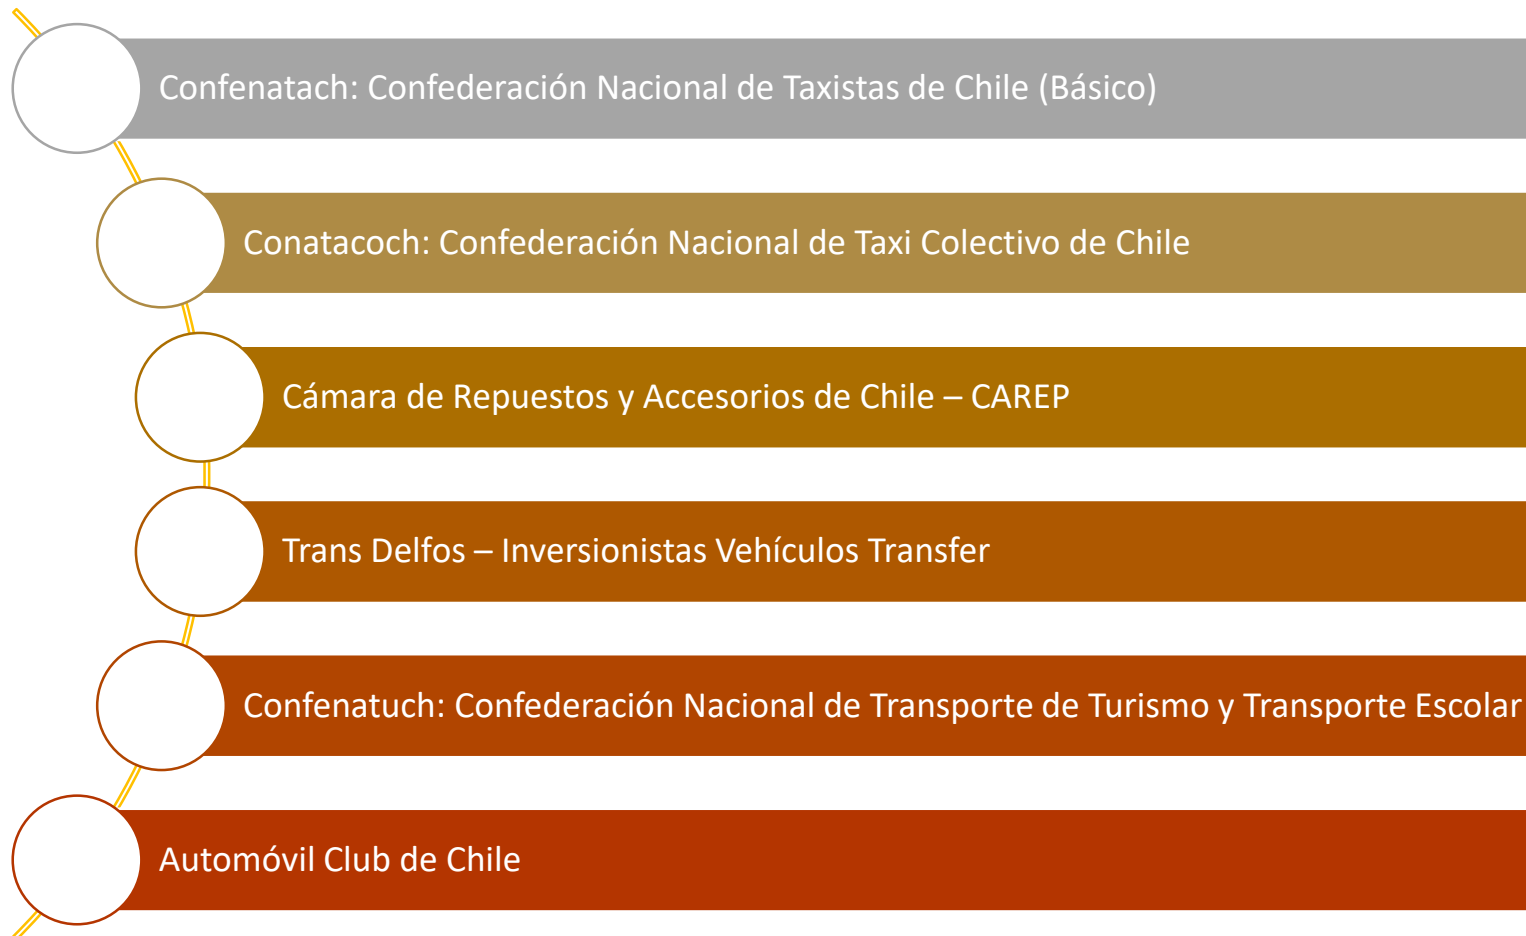 Confenatach: Confederación Nacional de Taxistas de Chile (Básico)
Conatacoch: Confederación Nacional de Taxi Colectivo de Chile
Cámara de Repuestos y Accesorios de Chile – CAREP
Trans Delfos – Inversionistas Vehículos Transfer
Confenatuch: Confederación Nacional de Transporte de Turismo y Transporte Escolar
Automóvil Club de Chile